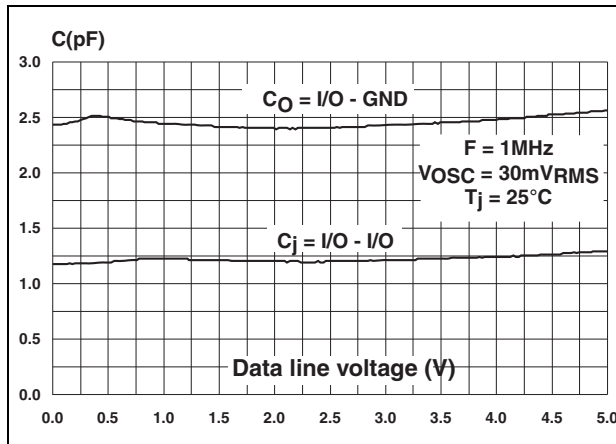 C(pF)
3.0
2.5
2.0
1.5
1.0
0.5
0.0
CO = I/O - GND
F = 1MHz
VOSC = 30mVRMS
Tj = 25°C
Cj = I/O - I/O
Data line voltage (V)
0.0 0.5 1.0 1.5 2.0 2.5 3.0 3.5 4.0 4.5 5.0